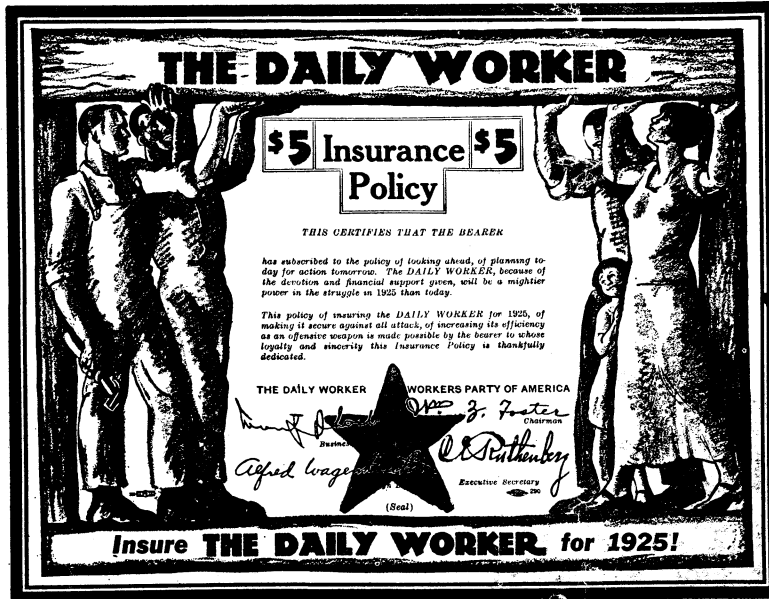 THE DAILY WORKER
$5 Insurance $5
Policy
THIS CERTIFIES THAT THE BEARER
has subscribed to the policy of looking ahead, of planning to-
day for action tomorrow. The DAILY WORKER, because of
the devotion and financial support given, will be a mightier
power in the struggle in 1925 than today.
This policy of insuring the DAILY WORKER for 1925, of
making it secure against all attack, of increasing its efficiency
as an offensive weapon is made possible by the bearer to whose
loyalty and sincerity this Insurance Policy is thankfully
dedicated.
THE DAILY WORKER
Busines
Alfred Wagen
WORKERS PARTY OF AMERICA
Wm. Z. Foster
Chairman
C. E. Ruthenberg
Executive Secretary
290
(Seal)
Insure THE DAILY WORKER for 1925!